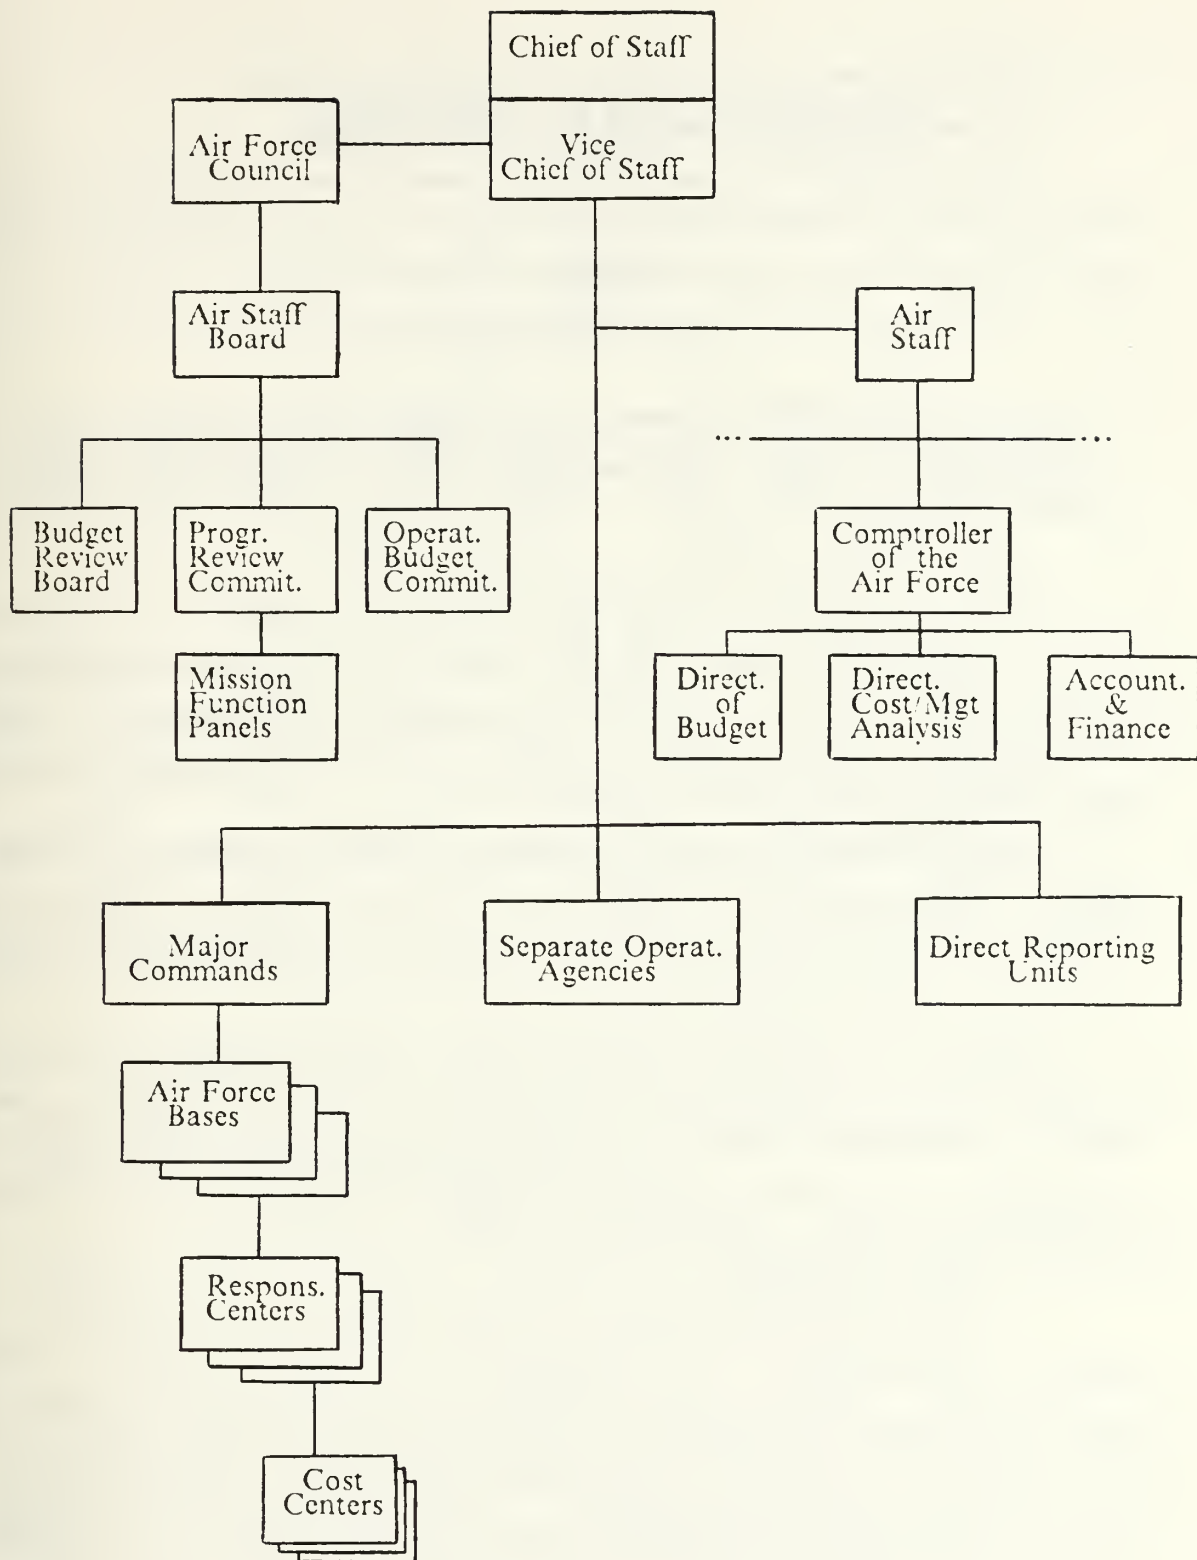 Chief of Staff
Vice
Chief of Staff
Air Force
Council
Air Staff
Board
Air
Staff
...
...
Budget
Review
Board
Progr.
Review
Commit.
Operat.
Budget
Commit.
Comptroller
of the
Air Force
Mission
Function
Panels
Direct.
of
Budget
Direct.
Cost/Mgt
Analysis
Account.
&
Finance
Major
Commands
Separate Operat.
Agencies
Direct Reporting
Units
Air Force
Bases
Respons.
Centers
Cost
Centers